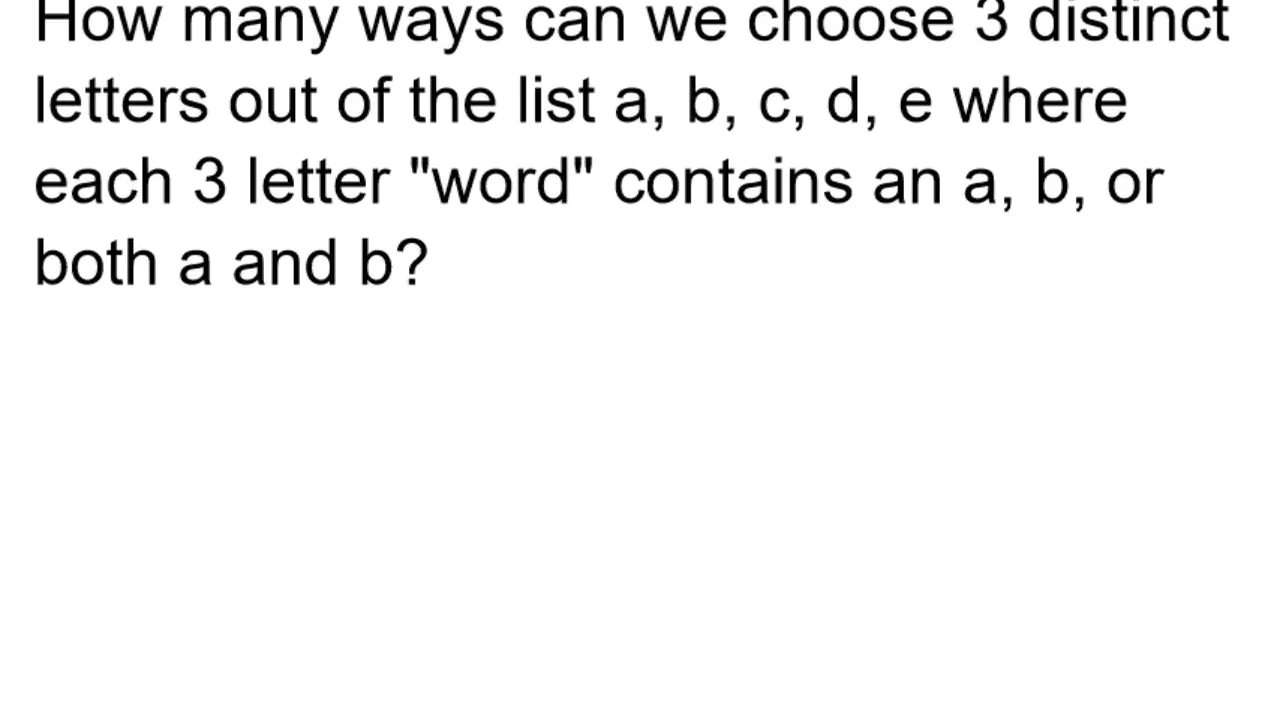 How many ways can we choose 3 distinct
letters out of the list a, b, c, d, e where
each 3 letter "word" contains an a, b, or
both a and b?